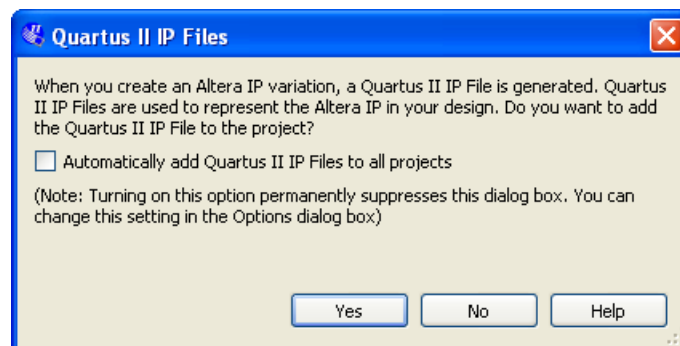 Quartus II IP Files
When you create an Altera IP variation, a Quartus II IP File is generated. Quartus
II IP Files are used to represent the Altera IP in your design. Do you want to add
the Quartus II IP File to the project?
Automatically add Quartus II IP Files to all projects
(Note: Turning on this option permanently suppresses this dialog box. You can
change this setting in the Options dialog box)
Yes No Help